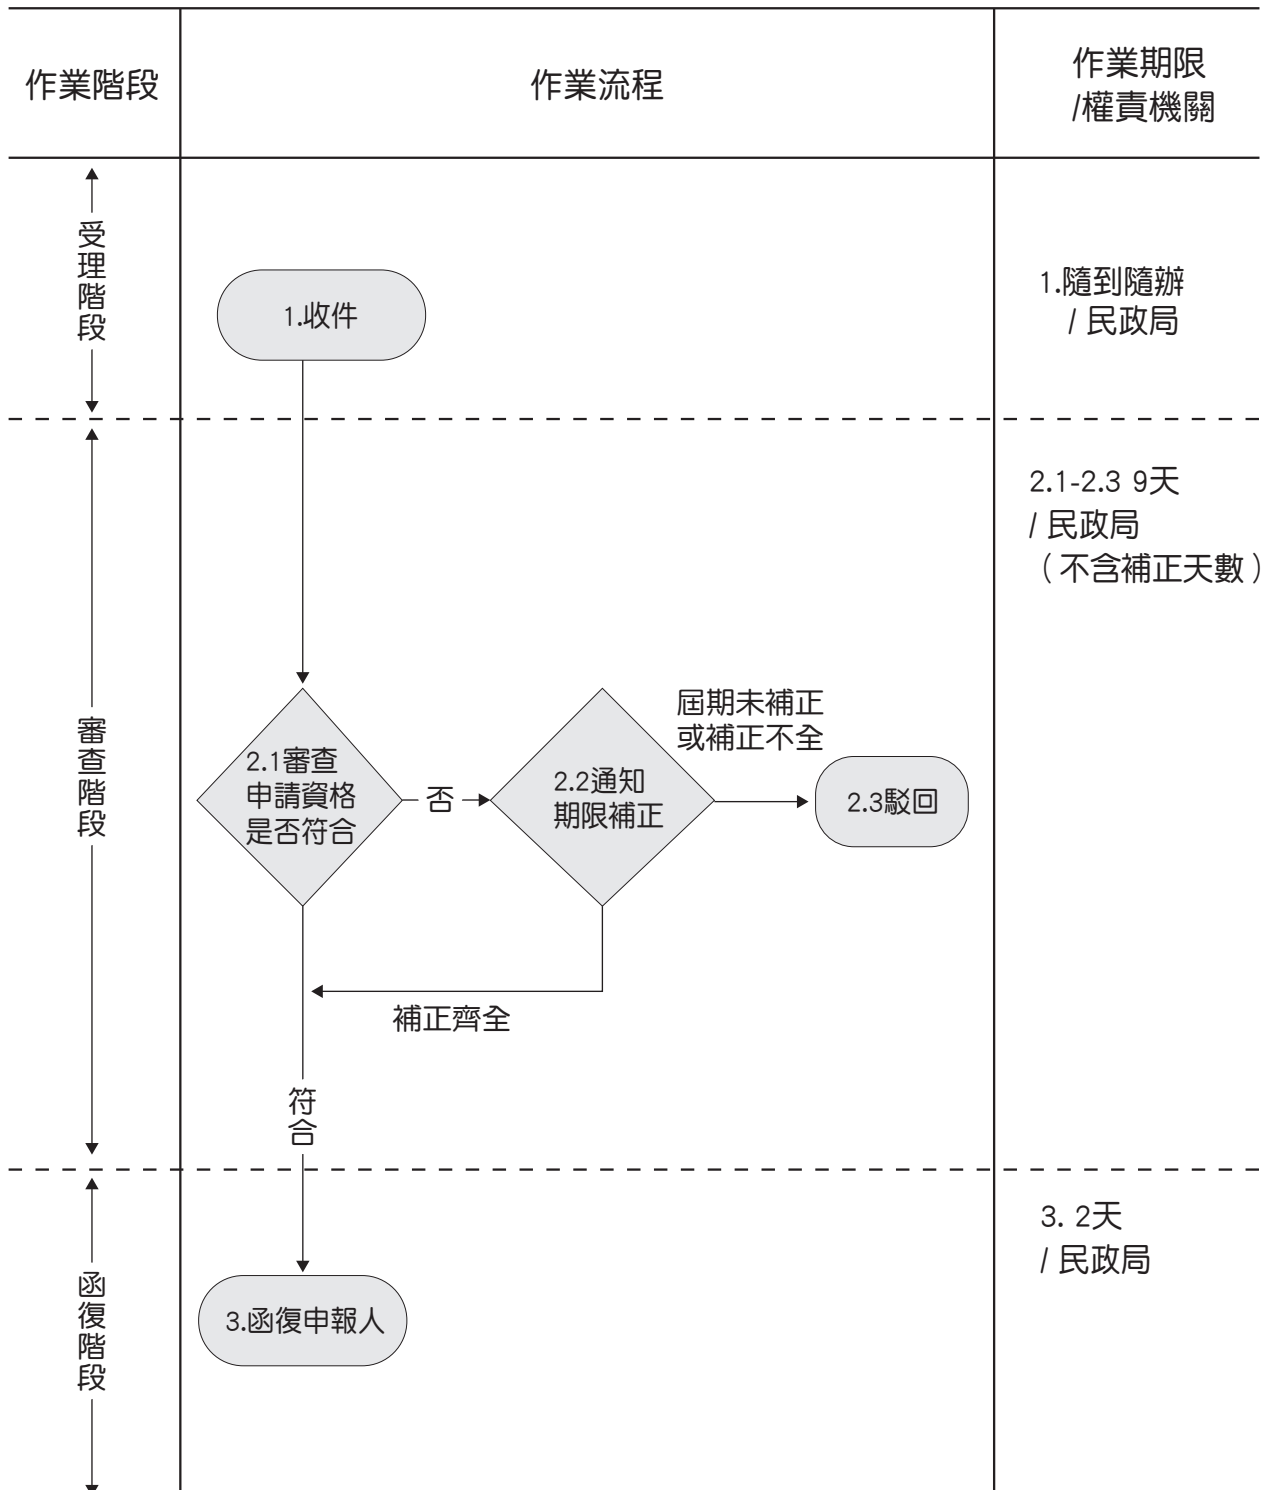 作業階段
作業流程
作業期限
/權責機關
受理階段
1.收件
1.隨到隨辦
/ 民政局
審查階段
2.1-2.3 9天
/ 民政局
（不含補正天數）
2.1審查
申請資格
是否符合
否
2.2通知
期限補正
屆期未補正
或補正不全
2.3駁回
補正齊全
符合
函復階段
3.函復申報人
3. 2天
/ 民政局